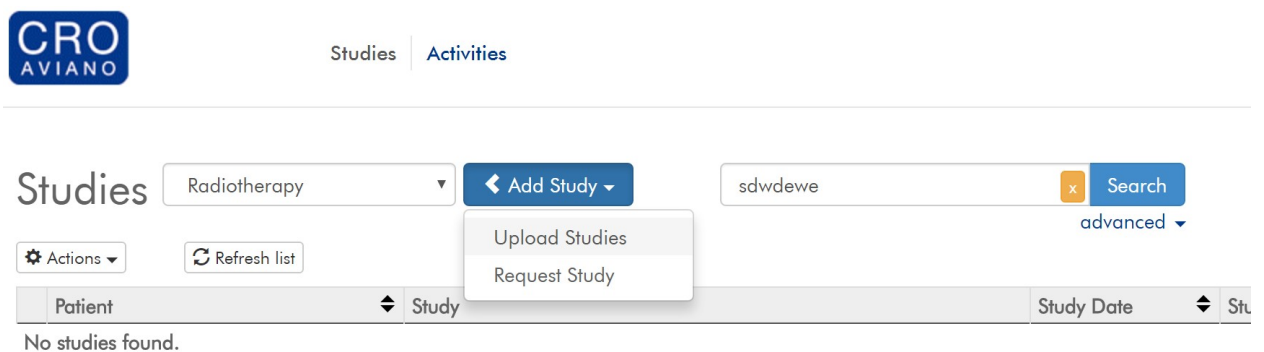 CRO
AVIANO
Studies Activities
Studies Radiotherapy Add Study sdwdewe x Search
advanced
Upload Studies
Request Study
Actions Refresh list
Patient Study Study Date Stu
No studies found.